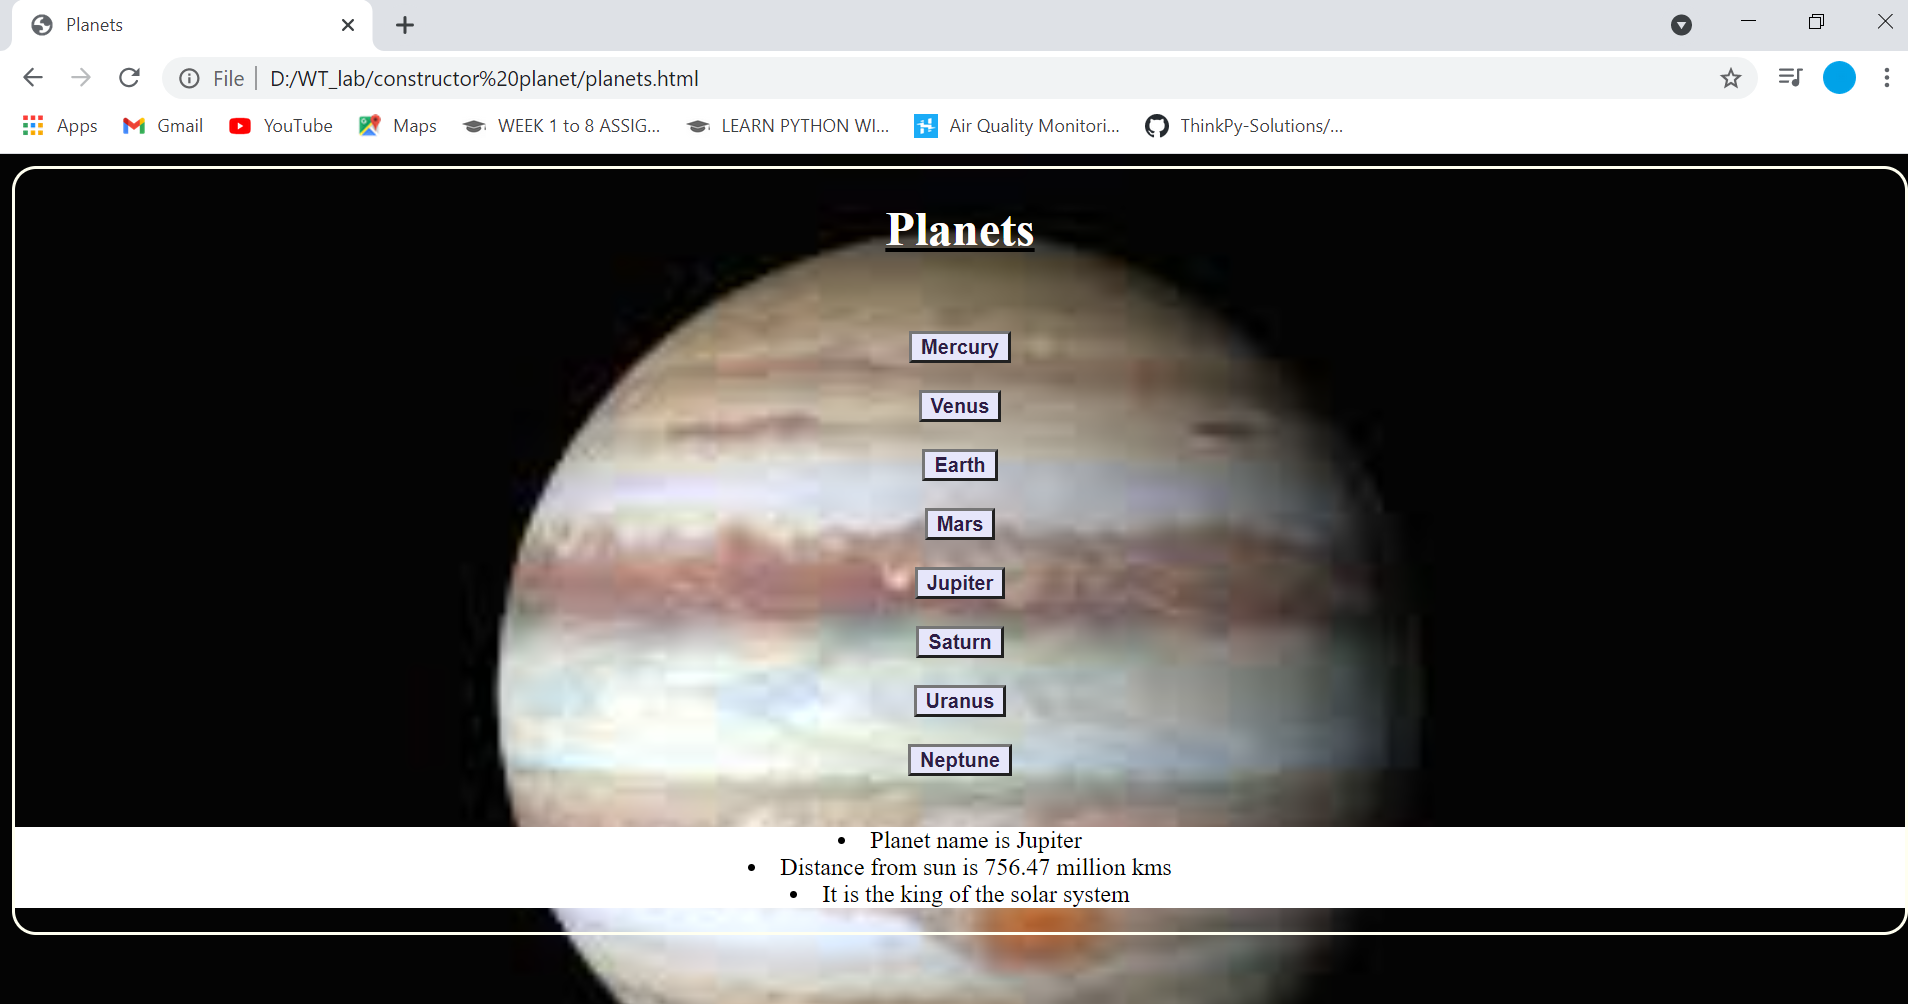 Planets
File D:/WT_lab/constructor%20planet/planets.html
Apps Gmail YouTube Maps WEEK 1 to 8 ASSIG... LEARN PYTHON WI... Air Quality Monitori... ThinkPy-Solutions/...
Planets
Mercury
Venus
Earth
Mars
Jupiter
Saturn
Uranus
Neptune
• Planet name is Jupiter
• Distance from sun is 756.47 million kms
• It is the king of the solar system